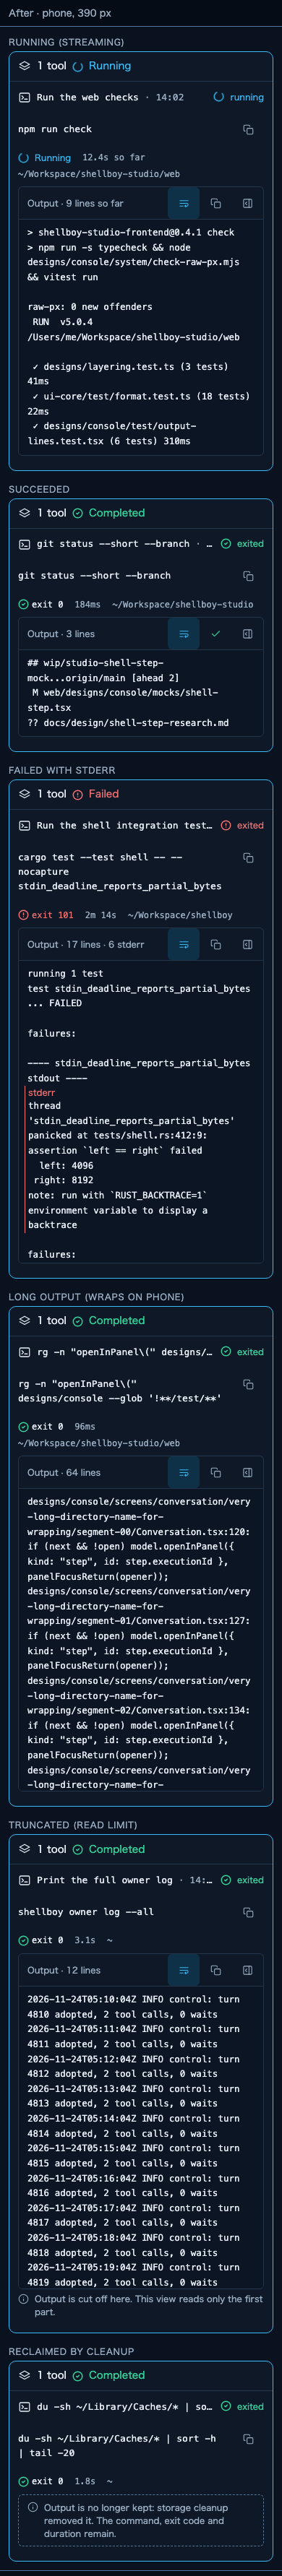 After · phone, 390 px
RUNNING (STREAMING)
1 tool Running
Run the web checks · 14:02 running
npm run check
Running 12.4s so far
~/Workspace/shellboy-studio/web
Output · 9 lines so far
> shellboy-studio-frontend@0.4.1 check
> npm run -s typecheck && node
designs/console/system/check-raw-px.mjs
&& vitest run
raw-px: 0 new offenders
RUN v5.0.4
/Users/me/Workspace/shellboy-studio/web
✓ designs/layering.test.ts (3 tests)
41ms
✓ ui-core/test/format.test.ts (18 tests)
22ms
✓ designs/console/test/output-
lines.test.tsx (6 tests) 310ms
SUCCEEDED
1 tool Completed
git status --short --branch · … exited
git status --short --branch
exit 0 184ms ~/Workspace/shellboy-studio
Output · 3 lines
## wip/studio-shell-step-
mock...origin/main [ahead 2]
M web/designs/console/mocks/shell-
step.tsx
?? docs/design/shell-step-research.md
FAILED WITH STDERR
1 tool Failed
Run the shell integration test… exited
cargo test --test shell -- --
nocapture
stdin_deadline_reports_partial_bytes
exit 101 2m 14s ~/Workspace/shellboy
Output · 17 lines · 6 stderr
running 1 test
test stdin_deadline_reports_partial_bytes
... FAILED
failures:
---- stdin_deadline_reports_partial_bytes
stdout ----
stderr
thread
'stdin_deadline_reports_partial_bytes'
panicked at tests/shell.rs:412:9:
assertion `left == right` failed
left: 4096
right: 8192
note: run with `RUST_BACKTRACE=1`
environment variable to display a
backtrace
failures:
LONG OUTPUT (WRAPS ON PHONE)
1 tool Completed
rg -n "openInPanel\(" designs/… exited
rg -n "openInPanel\("
designs/console --glob '!**/test/**'
exit 0 96ms
~/Workspace/shellboy-studio/web
Output · 64 lines
designs/console/screens/conversation/very
-long-directory-name-for-
wrapping/segment-00/Conversation.tsx:120:
if (next && !open) model.openInPanel({
kind: "step", id: step.executionId },
panelFocusReturn(opener));
designs/console/screens/conversation/very
-long-directory-name-for-
wrapping/segment-01/Conversation.tsx:127:
if (next && !open) model.openInPanel({
kind: "step", id: step.executionId },
panelFocusReturn(opener));
designs/console/screens/conversation/very
-long-directory-name-for-
wrapping/segment-02/Conversation.tsx:134:
if (next && !open) model.openInPanel({
kind: "step", id: step.executionId },
panelFocusReturn(opener));
designs/console/screens/conversation/very
-long-directory-name-for-
TRUNCATED (READ LIMIT)
1 tool Completed
Print the full owner log · 14:… exited
shellboy owner log --all
exit 0 3.1s ~
Output · 12 lines
2026-11-24T05:10:04Z INFO control: turn
4810 adopted, 2 tool calls, 0 waits
2026-11-24T05:11:04Z INFO control: turn
4811 adopted, 2 tool calls, 0 waits
2026-11-24T05:12:04Z INFO control: turn
4812 adopted, 2 tool calls, 0 waits
2026-11-24T05:13:04Z INFO control: turn
4813 adopted, 2 tool calls, 0 waits
2026-11-24T05:14:04Z INFO control: turn
4814 adopted, 2 tool calls, 0 waits
2026-11-24T05:15:04Z INFO control: turn
4815 adopted, 2 tool calls, 0 waits
2026-11-24T05:16:04Z INFO control: turn
4816 adopted, 2 tool calls, 0 waits
2026-11-24T05:17:04Z INFO control: turn
4817 adopted, 2 tool calls, 0 waits
2026-11-24T05:18:04Z INFO control: turn
4818 adopted, 2 tool calls, 0 waits
2026-11-24T05:19:04Z INFO control: turn
4819 adopted, 2 tool calls, 0 waits
Output is cut off here. This view reads only the first
part.
RECLAIMED BY CLEANUP
1 tool Completed
du -sh ~/Library/Caches/* | so… exited
du -sh ~/Library/Caches/* | sort -h
| tail -20
exit 0 1.8s ~
Output is no longer kept: storage cleanup
removed it. The command, exit code and
duration remain.